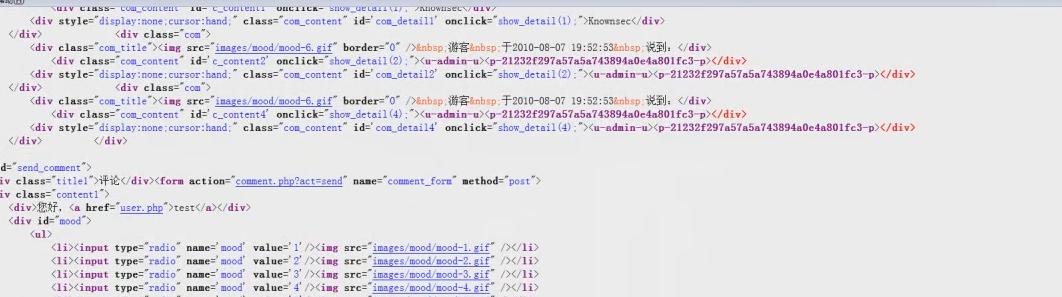 <div class="com_content" id='c_content1' onclick="show_detail(1);">Knownsec</div>
<div style="display:none;cursor:hand;" class="com_content" id='com_detail1' onclick="show_detail(1);">Knownsec</div>
</div> <div class="com">
<div class="com_title"><img src="images/mood/mood-6.gif" border="0" />&nbsp;游客&nbsp;于2010-08-07 19:52:53&nbsp;说到：</div>
<div class="com_content" id='c_content2' onclick="show_detail(2);"><u-admin-u><p-21232f297a57a5a743894a0e4a801fc3-p></div>
<div style="display:none;cursor:hand;" class="com_content" id='com_detail2' onclick="show_detail(2);"><u-admin-u><p-21232f297a57a5a743894a0e4a801fc3-p></div>
</div> <div class="com">
<div class="com_title"><img src="images/mood/mood-6.gif" border="0" />&nbsp;游客&nbsp;于2010-08-07 19:52:53&nbsp;说到：</div>
<div class="com_content" id='c_content4' onclick="show_detail(4);"><u-admin-u><p-21232f297a57a5a743894a0e4a801fc3-p></div>
<div style="display:none;cursor:hand;" class="com_content" id='com_detail4' onclick="show_detail(4);"><u-admin-u><p-21232f297a57a5a743894a0e4a801fc3-p></div>
</div> </div>
d="send_comment">
iv class="title1">评论</div><form action="comment.php?act=send" name="comment_form" method="post">
iv class="content1">
<div>您好，<a href="user.php">test</a></div>
<div id="mood">
<ul>
<li><input type="radio" name='mood' value='1'/><img src="images/mood/mood-1.gif" /></li>
<li><input type="radio" name='mood' value='2'/><img src="images/mood/mood-2.gif" /></li>
<li><input type="radio" name='mood' value='3'/><img src="images/mood/mood-3.gif" /></li>
<li><input type="radio" name='mood' value='4'/><img src="images/mood/mood-4.gif" /></li>